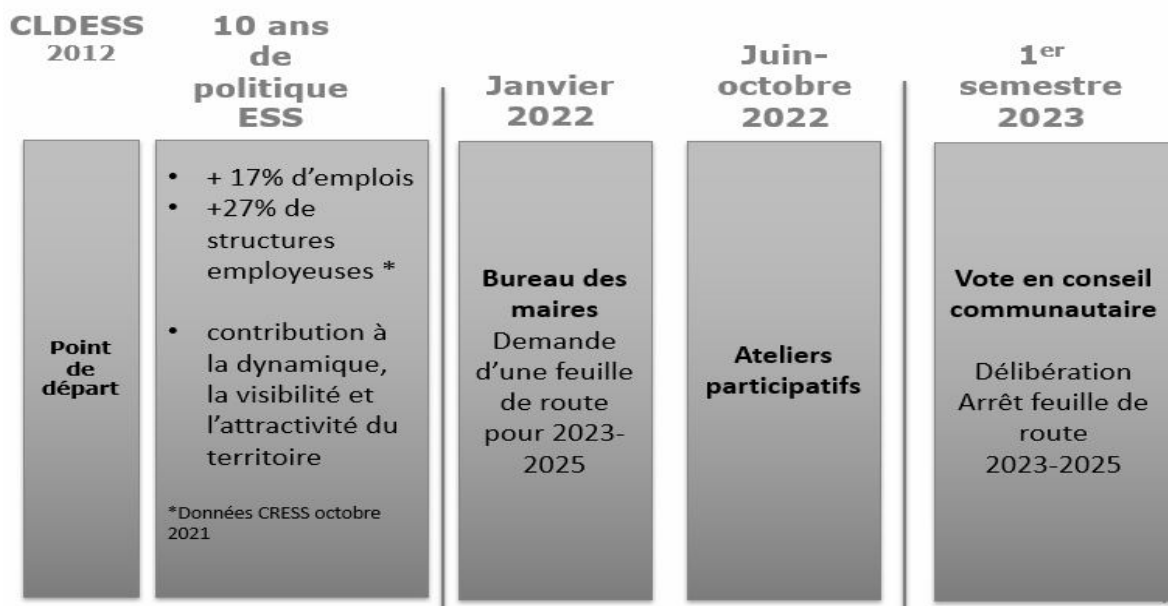 CLDESS
2012
Point
de
départ
10 ans
de
politique
ESS
• + 17% d’emplois
• +27% de
structures
employeuses *
• contribution à
la dynamique,
la visibilité et
l’attractivité du
territoire
*Données CRESS octobre
2021
Janvier
2022
Bureau des
maires
Demande
d’une feuille
de route
pour 2023-
2025
Juin-
octobre
2022
Ateliers
participatifs
1er
semestre
2023
Vote en conseil
communautaire
Délibération
Arrêt feuille de
route
2023-2025